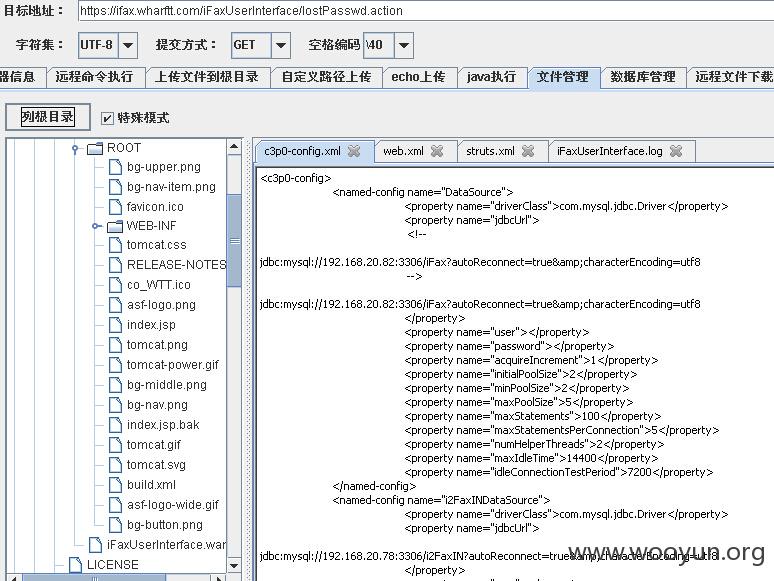 目标地址： https://ifax.wharftt.com/iFaxUserInterface/lostPasswd.action
字符集： UTF-8 提交方式： GET 空格编码 \40
器信息 远程命令执行 上传文件到根目录 自定义路径上传 echo上传 java执行 文件管理 数据库管理 远程文件下载
到根目录 特殊模式
ROOT
bg-upper.png
bg-nav-item.png
favicon.ico
WEB-INF
tomcat.css
RELEASE-NOTES
co_WTT.ico
asf-logo.png
index.jsp
tomcat.png
tomcat-power.gif
bg-middle.png
bg-nav.png
index.jsp.bak
tomcat.gif
tomcat.svg
build.xml
asf-logo-wide.gif
bg-button.png
iFaxUserInterface.war
LICENSE
c3p0-config.xml web.xml struts.xml iFaxUserInterface.log
<c3p0-config>
<named-config name="DataSource">
<property name="driverClass">com.mysql.jdbc.Driver</property>
<property name="jdbcUrl">
<!--
jdbc:mysql://192.168.20.82:3306/iFax?autoReconnect=true&amp;characterEncoding=utf8
-->
jdbc:mysql://192.168.20.82:3306/iFax?autoReconnect=true&amp;characterEncoding=utf8
</property>
<property name="user"></property>
<property name="password"></property>
<property name="acquireIncrement">1</property>
<property name="initialPoolSize">2</property>
<property name="minPoolSize">2</property>
<property name="maxPoolSize">5</property>
<property name="maxStatements">100</property>
<property name="maxStatementsPerConnection">5</property>
<property name="numHelperThreads">2</property>
<property name="maxIdleTime">14400</property>
<property name="idleConnectionTestPeriod">7200</property>
</named-config>
<named-config name="i2FaxINDataSource">
<property name="driverClass">com.mysql.jdbc.Driver</property>
<property name="jdbcUrl">
jdbc:mysql://192.168.20.78:3306/i2FaxIN?autoReconnect=true&amp;characterEncoding=utf8
</property>
www.wooyun.org